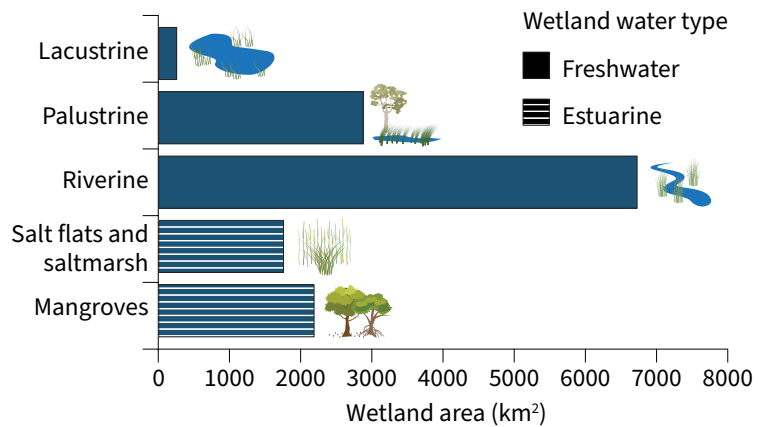 Wetland water type
Freshwater
Estuarine
Lacustrine
Palustrine
Riverine
Salt flats and
saltmarsh
Mangroves
0 1000 2000 3000 4000 5000 6000 7000 8000
Wetland area (km²)